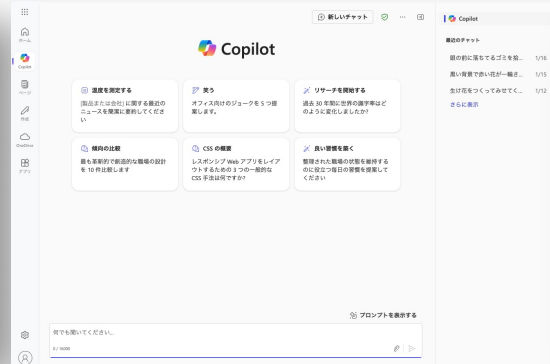 新しいチャット
ホーム
Copilot
ページ
作成
OneDrive
アプリ
Copilot
温度を測定する
[製品または会社] に関する最近の
ニュースを簡潔に要約してくださ
い
笑う
オフィス向けのジョークを 5 つ提
案します。
リサーチを開始する
過去 30 年間に世界の識字率はど
のように変化しましたか?
傾向の比較
最も革新的で創造的な職場の設計
を 10 件比較します
CSS の概要
レスポンシブ Web アプリをレイア
ウトするための 3 つの一般的な
CSS 手法は何ですか?
良い習慣を築く
整理された職場の状態を維持する
のに役立つ毎日の習慣を提案して
ください
プロンプトを表示する
何でも聞いてください...
0 / 16000
Copilot
最近のチャット
眼の前に落ちてるゴミを拾... 1/16
黒い背景で赤い花が一輪さ... 1/15
生け花をつくってみせてく... 1/12
さらに表示